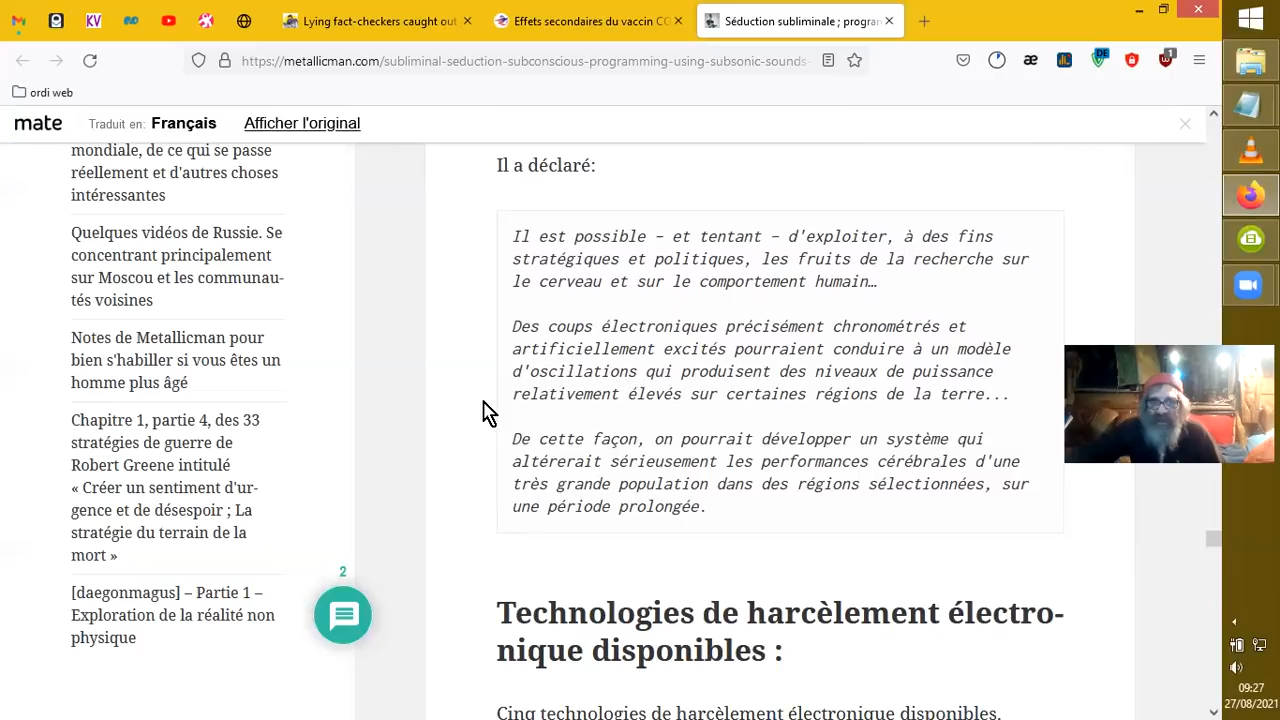 Lying fact-checkers caught out
Effets secondaires du vaccin CO
Séduction subliminale ; progra
https://metallicman.com/subliminal-seduction-subconscious-programming-using-subsonic-sounds-
DE
1
ordi web
mate
Traduit en: Français
Afficher l'original
mondiale, de ce qui se passe
réellement et d'autres choses
intéressantes
Quelques vidéos de Russie. Se
concentrant principalement
sur Moscou et les communau-
tés voisines
Notes de Metallicman pour
bien s'habiller si vous êtes un
homme plus âgé
Chapitre 1, partie 4, des 33
stratégies de guerre de
Robert Greene intitulé
« Créer un sentiment d'ur-
gence et de désespoir ; La
stratégie du terrain de la
mort »
[daegonmagus] – Partie 1 –
Exploration de la réalité non
physique
2
Il a déclaré:
Il est possible – et tentant – d'exploiter, à des fins
stratégiques et politiques, les fruits de la recherche sur
le cerveau et sur le comportement humain…
Des coups électroniques précisément chronométrés et
artificiellement excités pourraient conduire à un modèle
d'oscillations qui produisent des niveaux de puissance
relativement élevés sur certaines régions de la terre...
De cette façon, on pourrait développer un système qui
altérerait sérieusement les performances cérébrales d'une
très grande population dans des régions sélectionnées, sur
une période prolongée.
Technologies de harcèlement électro-
nique disponibles :
Cinq technologies de harcèlement électronique disponibles.
09:27
27/08/2021